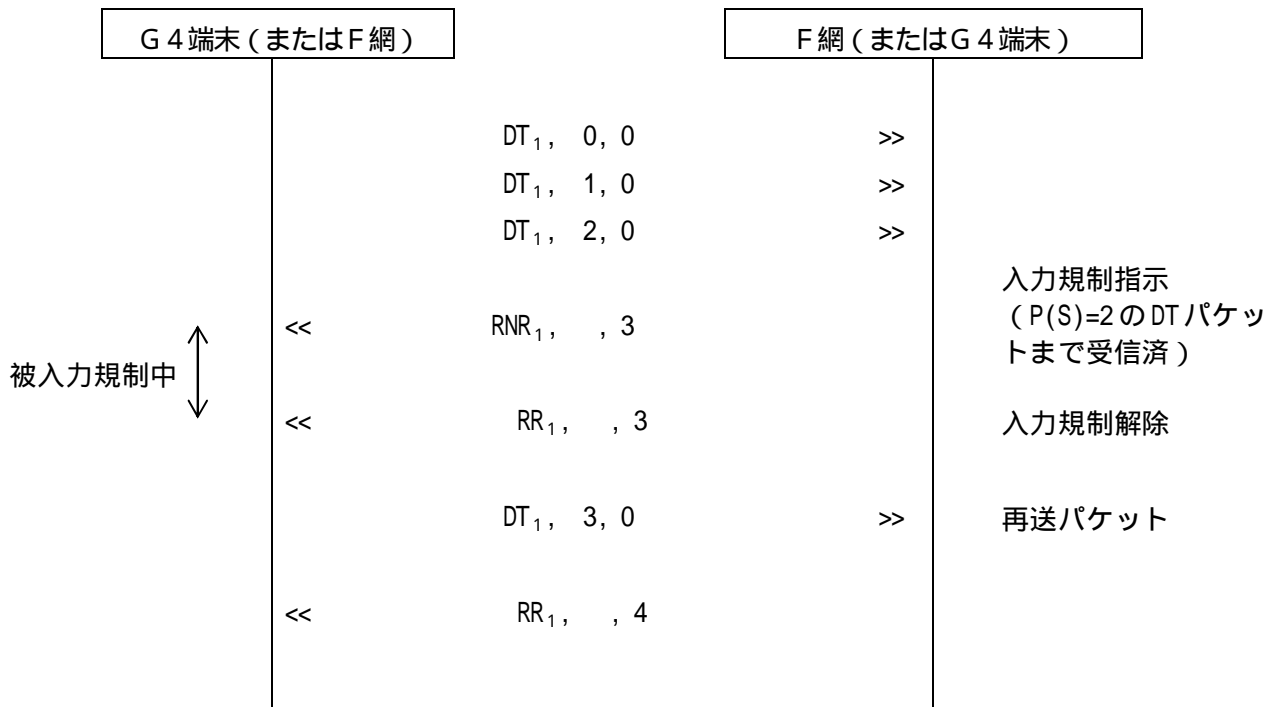 G4端末(またはF網)
F網(またはG4端末)
DT₁, 0, 0 >>
DT₁, 1, 0 >>
DT₁, 2, 0 >>
入力規制指示
(P(S)=2のDTパケッ
トまで受信済)
<< RNR₁, , 3
被入力規制中
<< RR₁, , 3 入力規制解除
DT₁, 3, 0 >> 再送パケット
<< RR₁, , 4